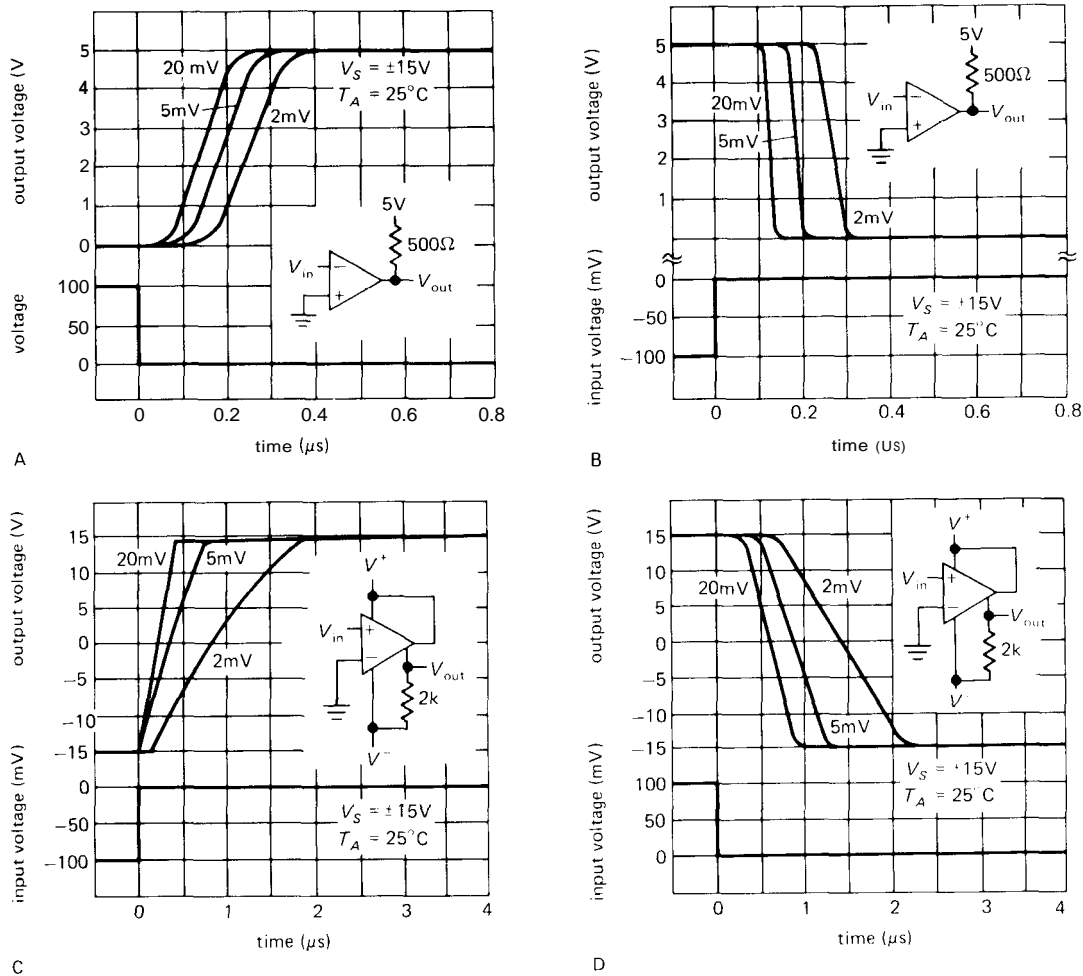 output voltage (V)
5
4
3
2
1
0
20 mV
5mV
2mV
V_S = ±15V
T_A = 25°C
5V
500Ω
V_in
−
+
V_out
voltage
100
50
0
0 0.2 0.4 0.6 0.8
time (μs)
A
output voltage (V)
5
4
3
2
1
20mV
5mV
2mV
5V
500Ω
V_in
−
+
V_out
input voltage (mV)
0
−50
−100
V_S = ±15V
T_A = 25°C
0 0.2 0.4 0.6 0.8
time (US)
B
output voltage (V)
15
10
5
0
−5
−10
−15
20mV
5mV
2mV
V+
V_in
+
−
V_out
2k
V−
input voltage (mV)
0
−50
−100
V_S = ±15V
T_A = 25°C
0 1 2 3 4
time (μs)
C
output voltage (V)
15
10
5
0
−5
−10
−15
20mV
5mV
2mV
V+
V_in
+
−
V_out
2k
V−
input voltage (mV)
100
50
0
V_S = ±15V
T_A = 25°C
0 1 2 3 4
time (μs)
D